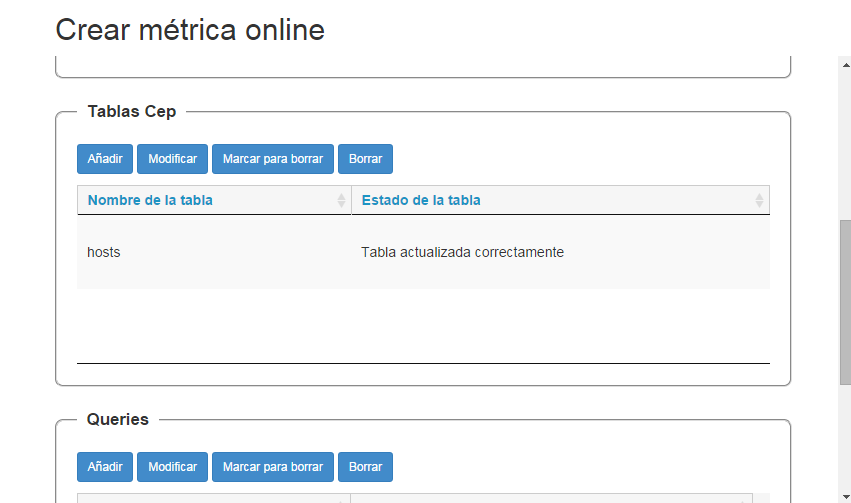 Crear métrica online
Tablas Cep
Añadir Modificar Marcar para borrar Borrar
Nombre de la tabla Estado de la tabla
hosts Tabla actualizada correctamente
Queries
Añadir Modificar Marcar para borrar Borrar